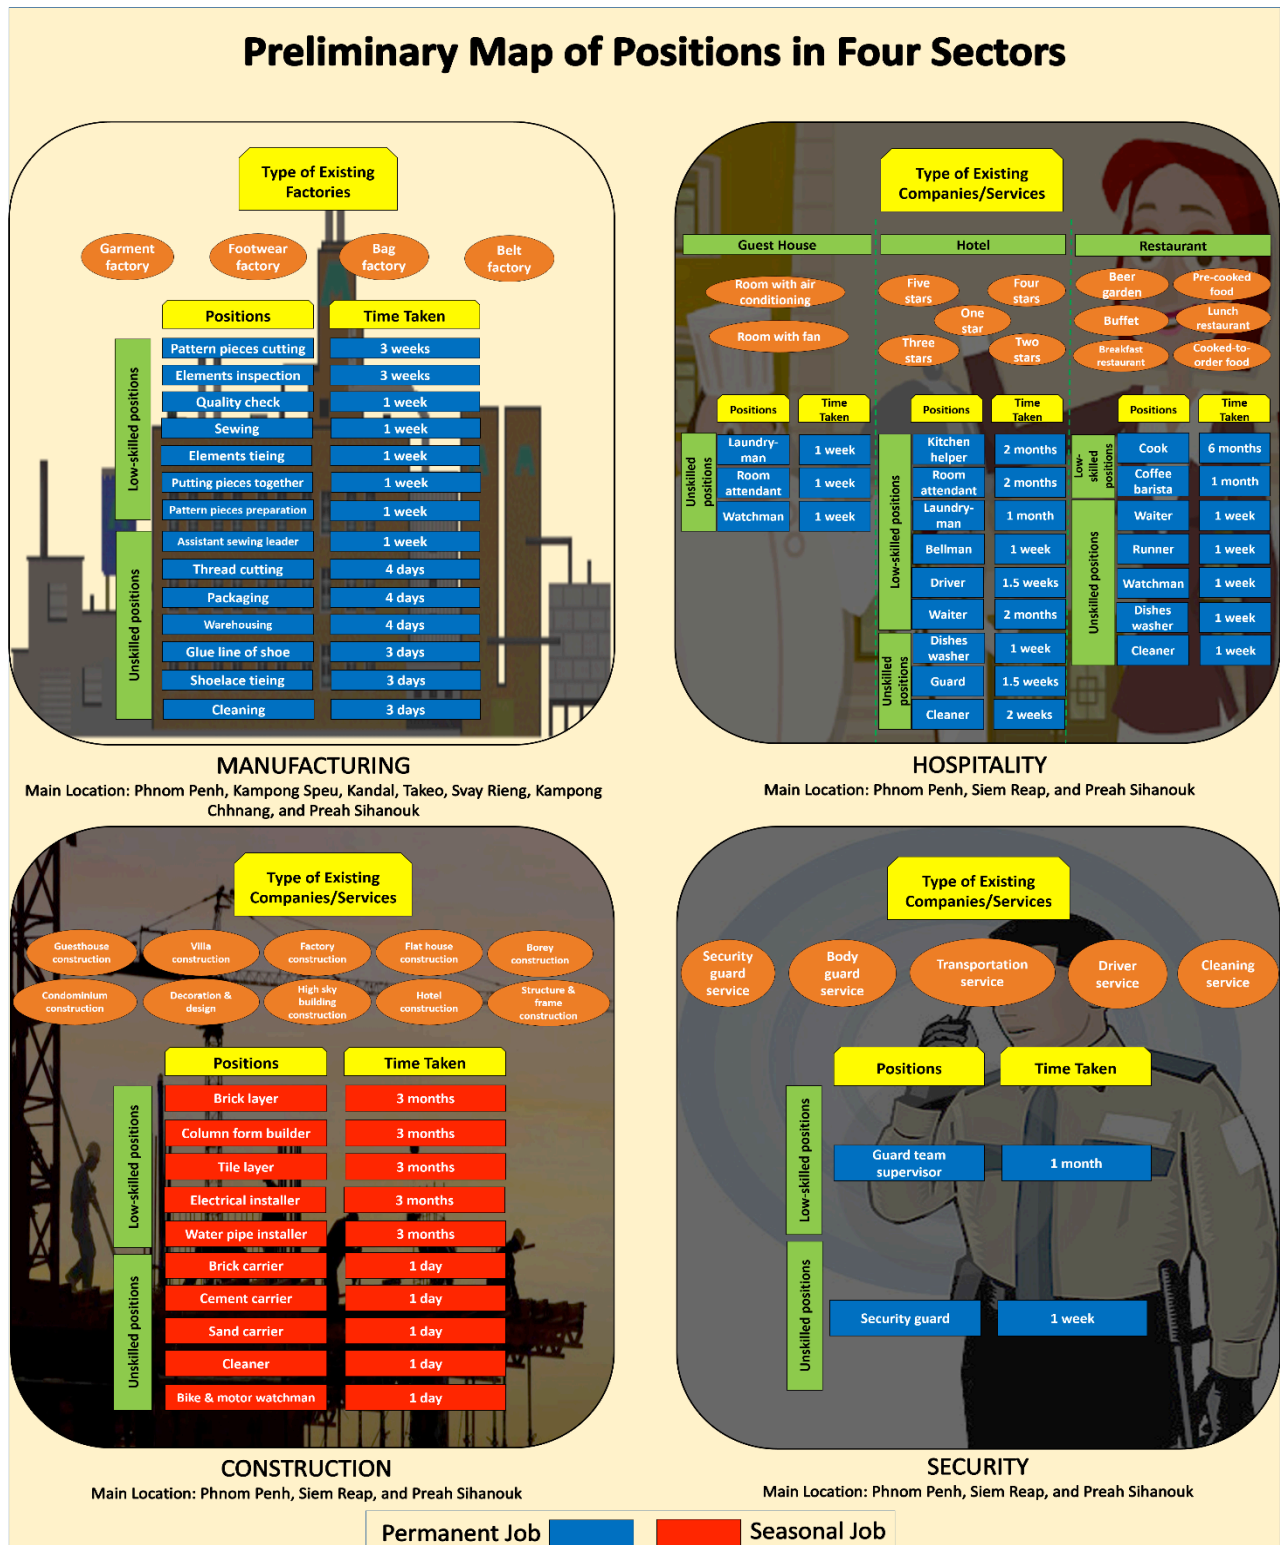 Preliminary Map of Positions in Four Sectors
Type of Existing
Factories
Garment
factory
Footwear
factory
Bag
factory
Belt
factory
Positions
Time Taken
Low-skilled positions
Pattern pieces cutting
3 weeks
Elements inspection
3 weeks
Quality check
1 week
Sewing
1 week
Elements tieing
1 week
Putting pieces together
1 week
Pattern pieces preparation
1 week
Unskilled positions
Assistant sewing leader
1 week
Thread cutting
4 days
Packaging
4 days
Warehousing
4 days
Glue line of shoe
3 days
Shoelace tieing
3 days
Cleaning
3 days
MANUFACTURING
Main Location: Phnom Penh, Kampong Speu, Kandal, Takeo, Svay Rieng, Kampong
Chhnang, and Preah Sihanouk
Type of Existing
Companies/Services
Guest House
Room with air
conditioning
Room with fan
Positions
Time
Taken
Unskilled
positions
Laundry-
man
1 week
Room
attendant
1 week
Watchman
1 week
Hotel
Five
stars
Four
stars
One
star
Three
stars
Two
stars
Positions
Time
Taken
Low-skilled positions
Kitchen
helper
2 months
Room
attendant
2 months
Laundry-
man
1 month
Bellman
1 week
Driver
1.5 weeks
Waiter
2 months
Unskilled
positions
Dishes
washer
1 week
Guard
1.5 weeks
Cleaner
2 weeks
Restaurant
Beer
garden
Pre-cooked
food
Buffet
Lunch
restaurant
Breakfast
restaurant
Cooked-to-
order food
Positions
Time
Taken
Low-
skilled
positions
Cook
6 months
Coffee
barista
1 month
Unskilled positions
Waiter
1 week
Runner
1 week
Watchman
1 week
Dishes
washer
1 week
Cleaner
1 week
HOSPITALITY
Main Location: Phnom Penh, Siem Reap, and Preah Sihanouk
Type of Existing
Companies/Services
Guesthouse
construction
Villa
construction
Factory
construction
Flat house
construction
Borey
construction
Condominium
construction
Decoration &
design
High sky
building
construction
Hotel
construction
Structure &
frame
construction
Positions
Time Taken
Low-skilled positions
Brick layer
3 months
Column form builder
3 months
Tile layer
3 months
Electrical installer
3 months
Water pipe installer
3 months
Unskilled positions
Brick carrier
1 day
Cement carrier
1 day
Sand carrier
1 day
Cleaner
1 day
Bike & motor watchman
1 day
CONSTRUCTION
Main Location: Phnom Penh, Siem Reap, and Preah Sihanouk
Type of Existing
Companies/Services
Security
guard
service
Body
guard
service
Transportation
service
Driver
service
Cleaning
service
Positions
Time Taken
Low-skilled positions
Guard team
supervisor
1 month
Unskilled positions
Security guard
1 week
SECURITY
Main Location: Phnom Penh, Siem Reap, and Preah Sihanouk
Permanent Job
Seasonal Job